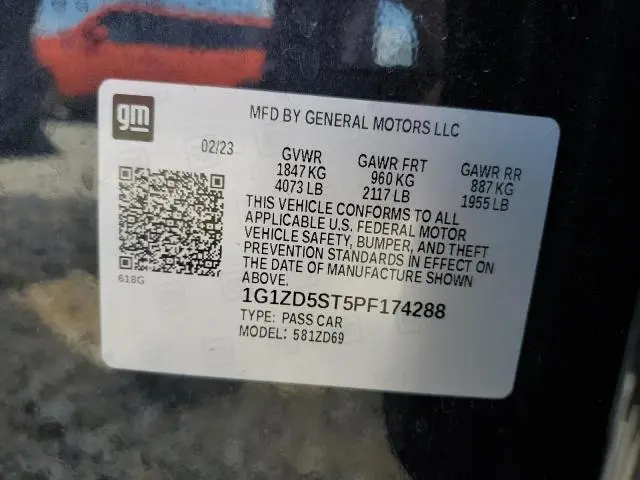 gm
MFD BY GENERAL MOTORS LLC
02/23
GVWR
1847 KG
4073 LB
GAWR FRT
960 KG
2117 LB
GAWR RR
887 KG
1955 LB
THIS VEHICLE CONFORMS TO ALL
APPLICABLE U.S. FEDERAL MOTOR
VEHICLE SAFETY, BUMPER, AND THEFT
PREVENTION STANDARDS IN EFFECT ON
THE DATE OF MANUFACTURE SHOWN
ABOVE.
618G
1G1ZD5ST5PF174288
TYPE: PASS CAR
MODEL: 581ZD69